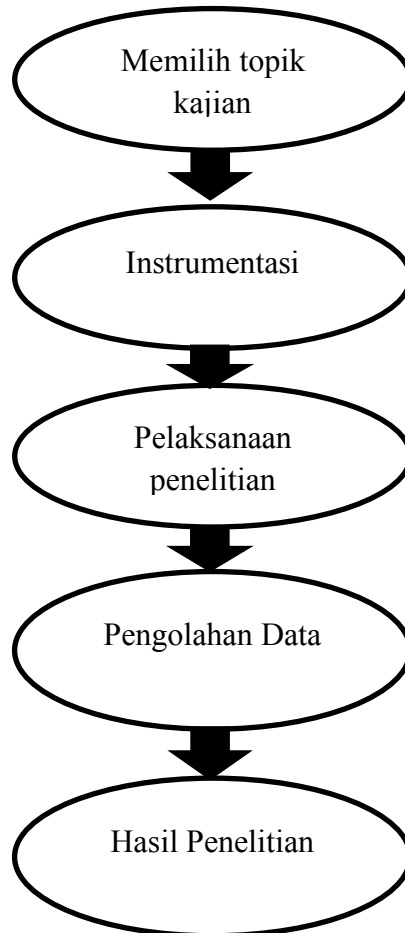 Memilih topik
kajian
Instrumentasi
Pelaksanaan
penelitian
Pengolahan Data
Hasil Penelitian